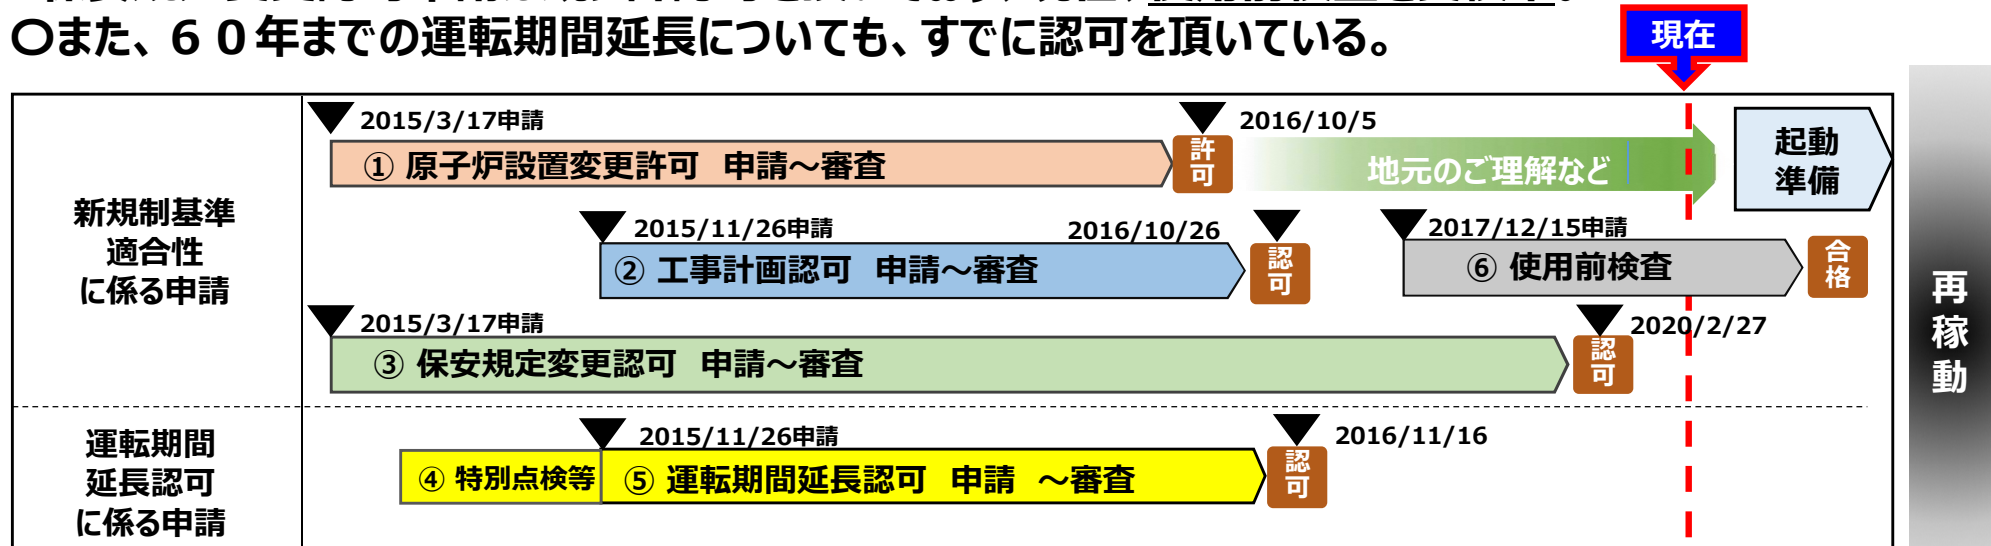 〇また、６０年までの運転期間延長についても、すでに認可を頂いている。
現在
新規制基準
適合性
に係る申請
2015/3/17申請
① 原子炉設置変更許可　申請～審査
許可
2016/10/5
地元のご理解など
起動
準備
2015/11/26申請
② 工事計画認可　申請～審査
2016/10/26
認可
2017/12/15申請
⑥ 使用前検査
合格
2015/3/17申請
③ 保安規定変更認可　申請～審査
認可
2020/2/27
運転期間
延長認可
に係る申請
④ 特別点検等
2015/11/26申請
⑤ 運転期間延長認可　申請　～審査
認可
2016/11/16
再稼動